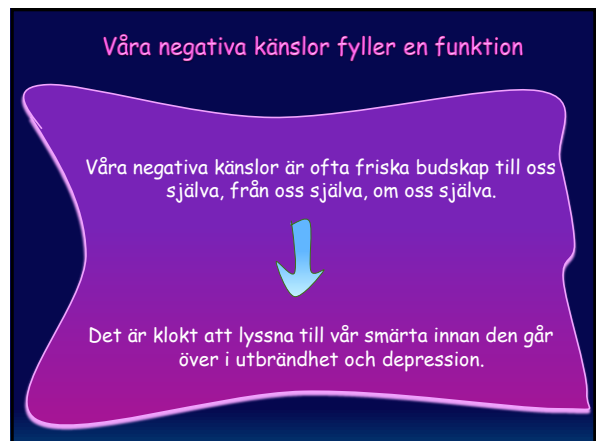 Våra negativa känslor fyller en funktion
Våra negativa känslor är ofta friska budskap till oss
själva, från oss själva, om oss själva.
Det är klokt att lyssna till vår smärta innan den går
över i utbrändhet och depression.